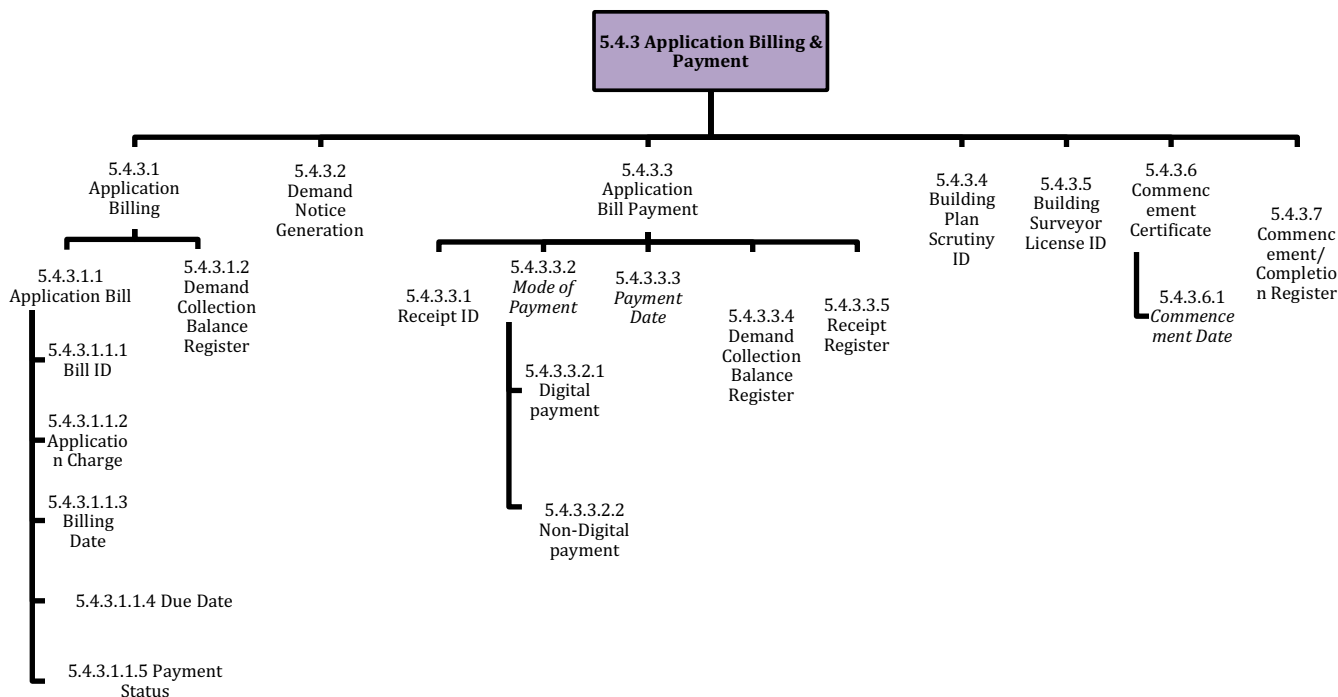 5.4.3 Application Billing &
Payment
5.4.3.1
Application
Billing
5.4.3.2
Demand
Notice
Generation
5.4.3.3
Application
Bill Payment
5.4.3.4
Building
Plan
Scrutiny
ID
5.4.3.5
Building
Surveyor
License ID
5.4.3.6
Commenc
ement
Certificate
5.4.3.7
Commenc
ement/
Completio
n Register
5.4.3.1.1
Application Bill
5.4.3.1.2
Demand
Collection
Balance
Register
5.4.3.1.1.1
Bill ID
5.4.3.1.1.2
Applicatio
n Charge
5.4.3.1.1.3
Billing
Date
5.4.3.1.1.4 Due Date
5.4.3.1.1.5 Payment
Status
5.4.3.3.1
Receipt ID
5.4.3.3.2
Mode of
Payment
5.4.3.3.2.1
Digital
payment
5.4.3.3.2.2
Non-Digital
payment
5.4.3.3.3
Payment
Date
5.4.3.3.4
Demand
Collection
Balance
Register
5.4.3.3.5
Receipt
Register
5.4.3.6.1
Commence
ment Date